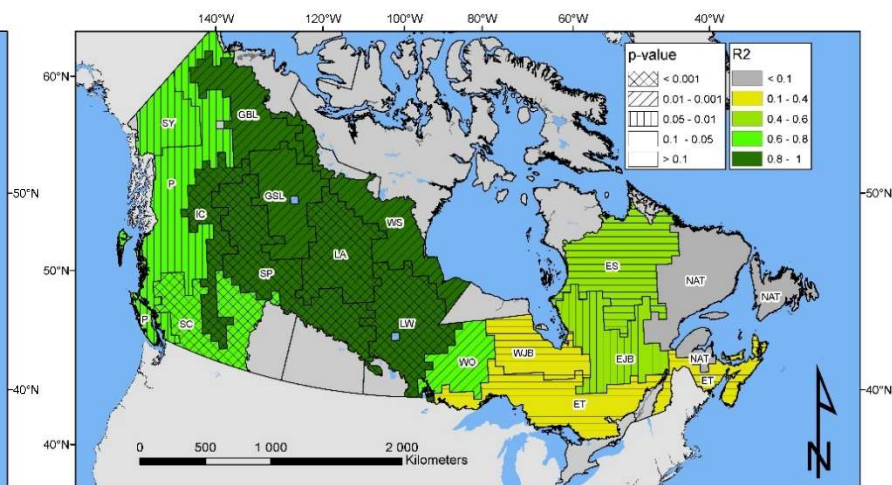 140°W 120°W 100°W 80°W 60°W 40°W
p-value
< 0.001
0.01 - 0.001
0.05 - 0.01
0.1 - 0.05
> 0.1
R2
< 0.1
0.1 - 0.4
0.4 - 0.6
0.6 - 0.8
0.8 - 1
60°N
50°N
50°N
40°N
40°N
50°N
40°N
SY
GBL
P
IC
GSL
WS
LA
SP
ES
NAT
NAT
P
SC
LW
WO
WJB
EJB
NAT
ET
ET
0 500 1 000 2 000
Kilometers
N